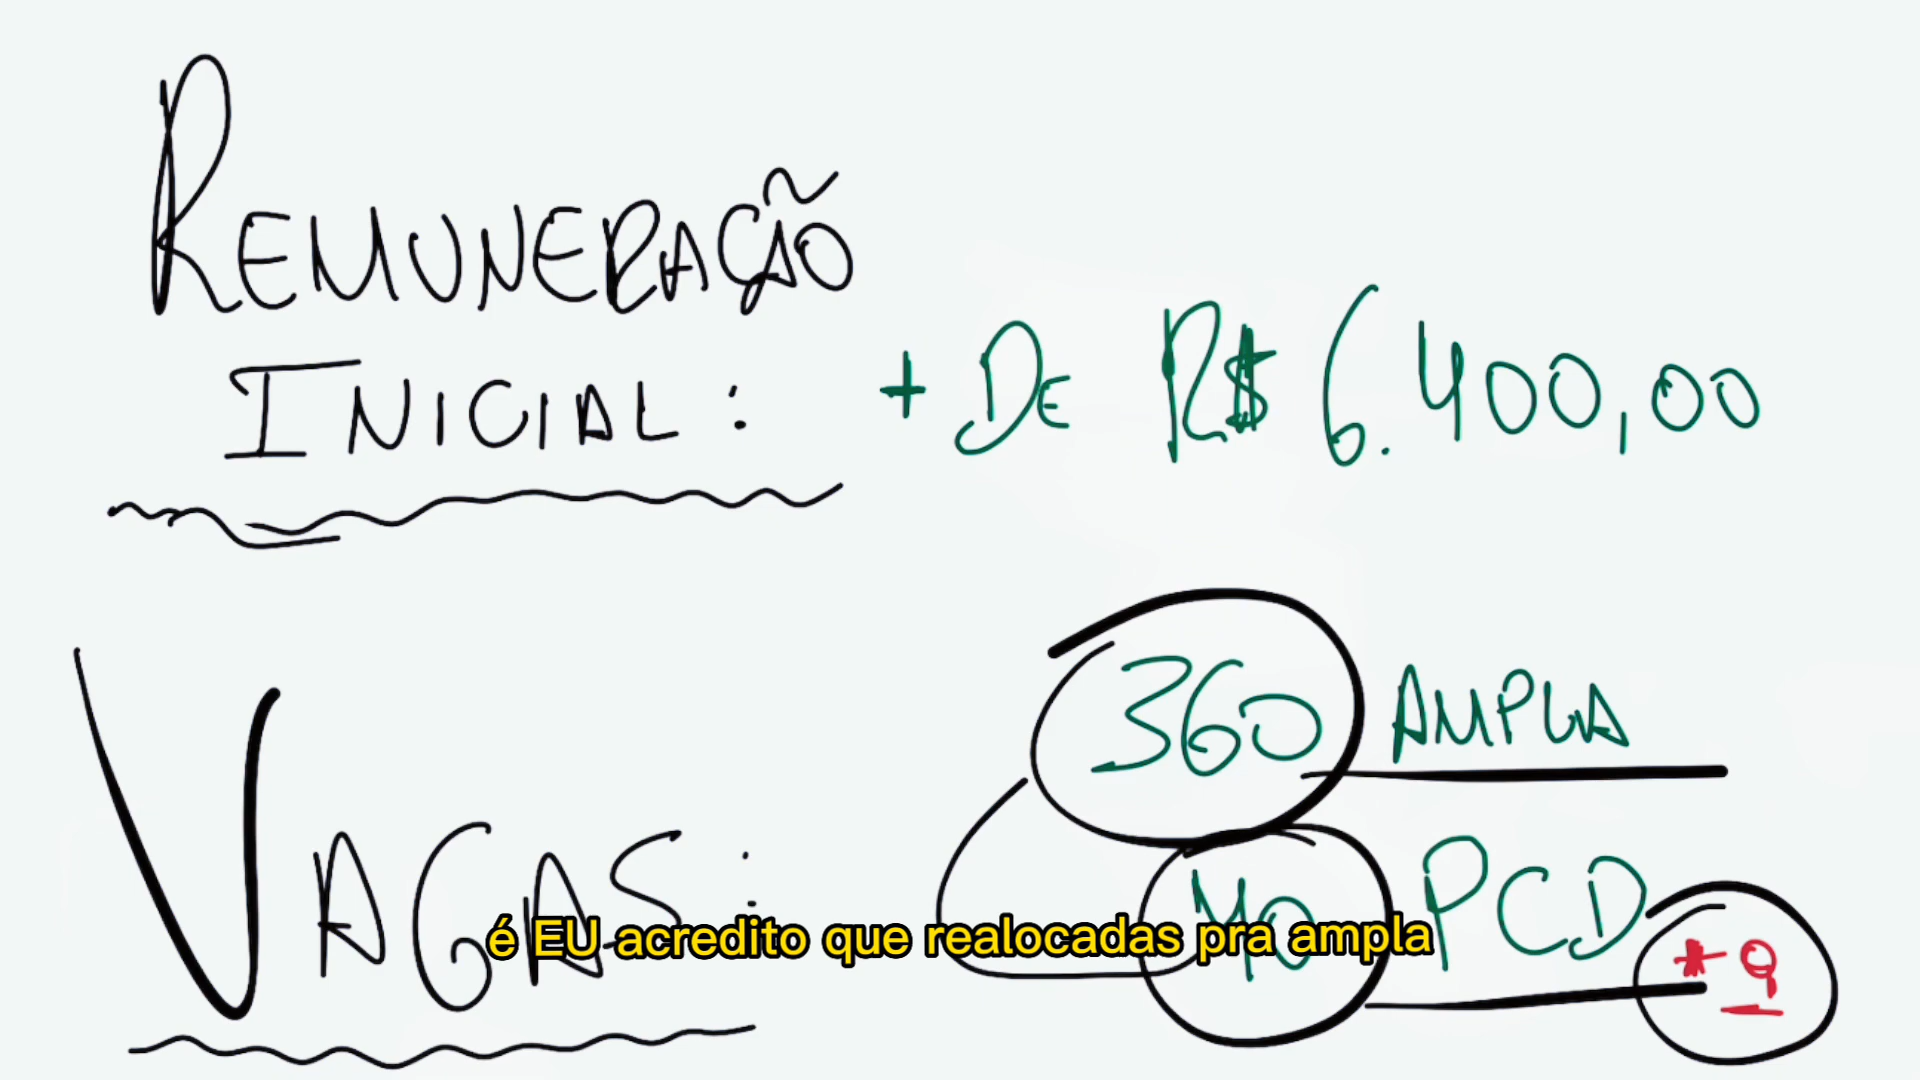 REMUNERAÇÃO
INICIAL: + DE R$ 6.400,00
360 AMPLA
VAGAS: 40 PCD *9
é EU acredito que realocadas pra ampla